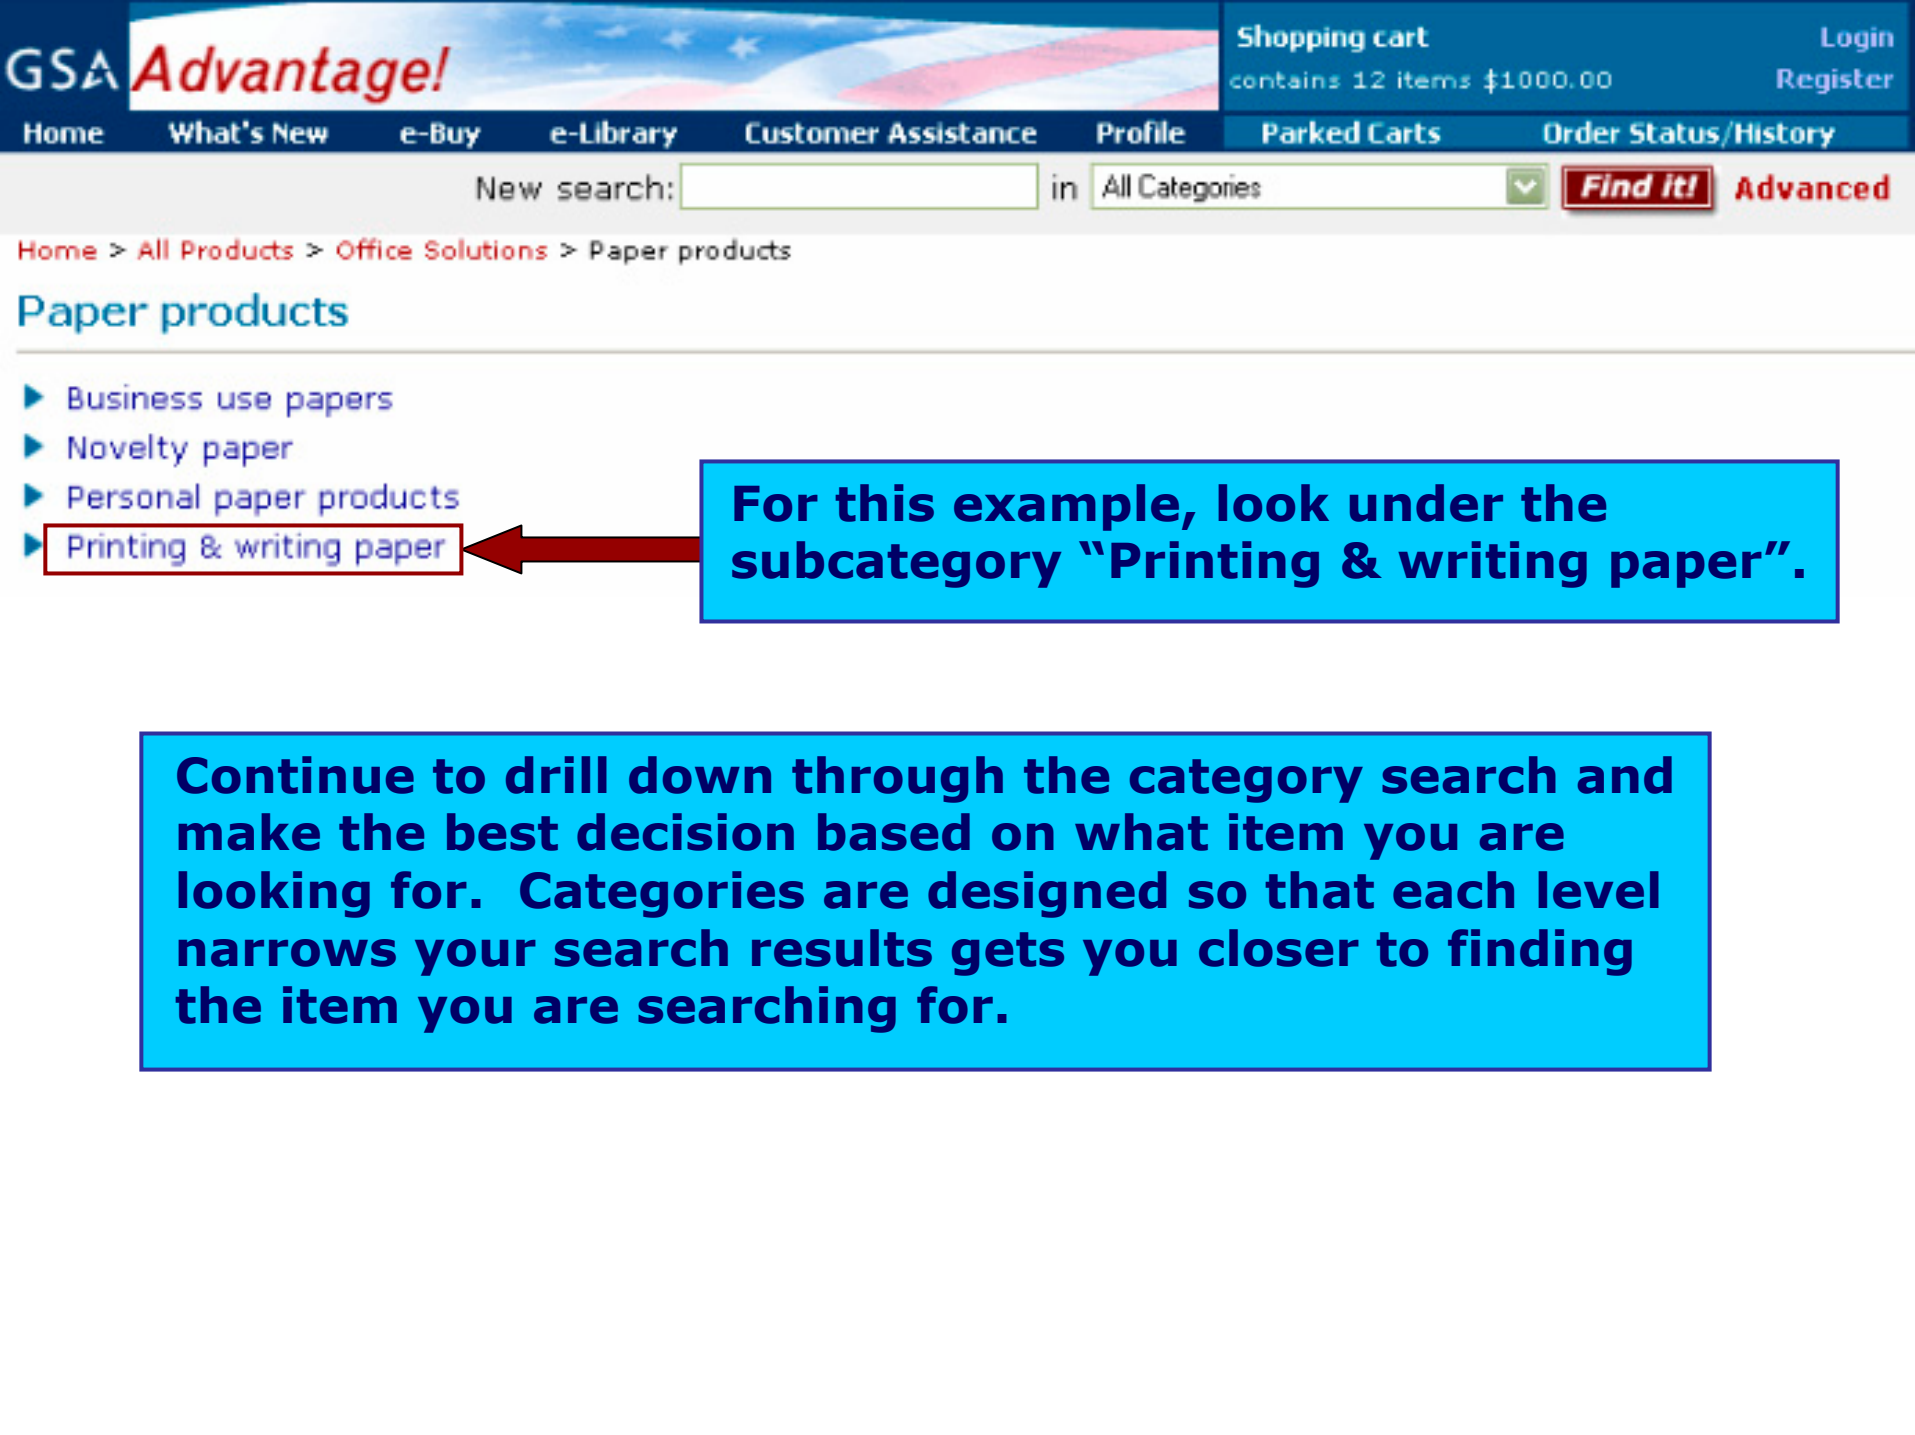 GSA Advantage!
Shopping cart
Login
contains 12 items $1000.00
Register
Home What's New e-Buy e-Library Customer Assistance Profile Parked Carts Order Status/History
New search: in All Categories Find it! Advanced
Home > All Products > Office Solutions > Paper products
Paper products
Business use papers
Novelty paper
Personal paper products
Printing & writing paper
For this example, look under the
subcategory “Printing & writing paper”.
Continue to drill down through the category search and
make the best decision based on what item you are
looking for.  Categories are designed so that each level
narrows your search results gets you closer to finding
the item you are searching for.